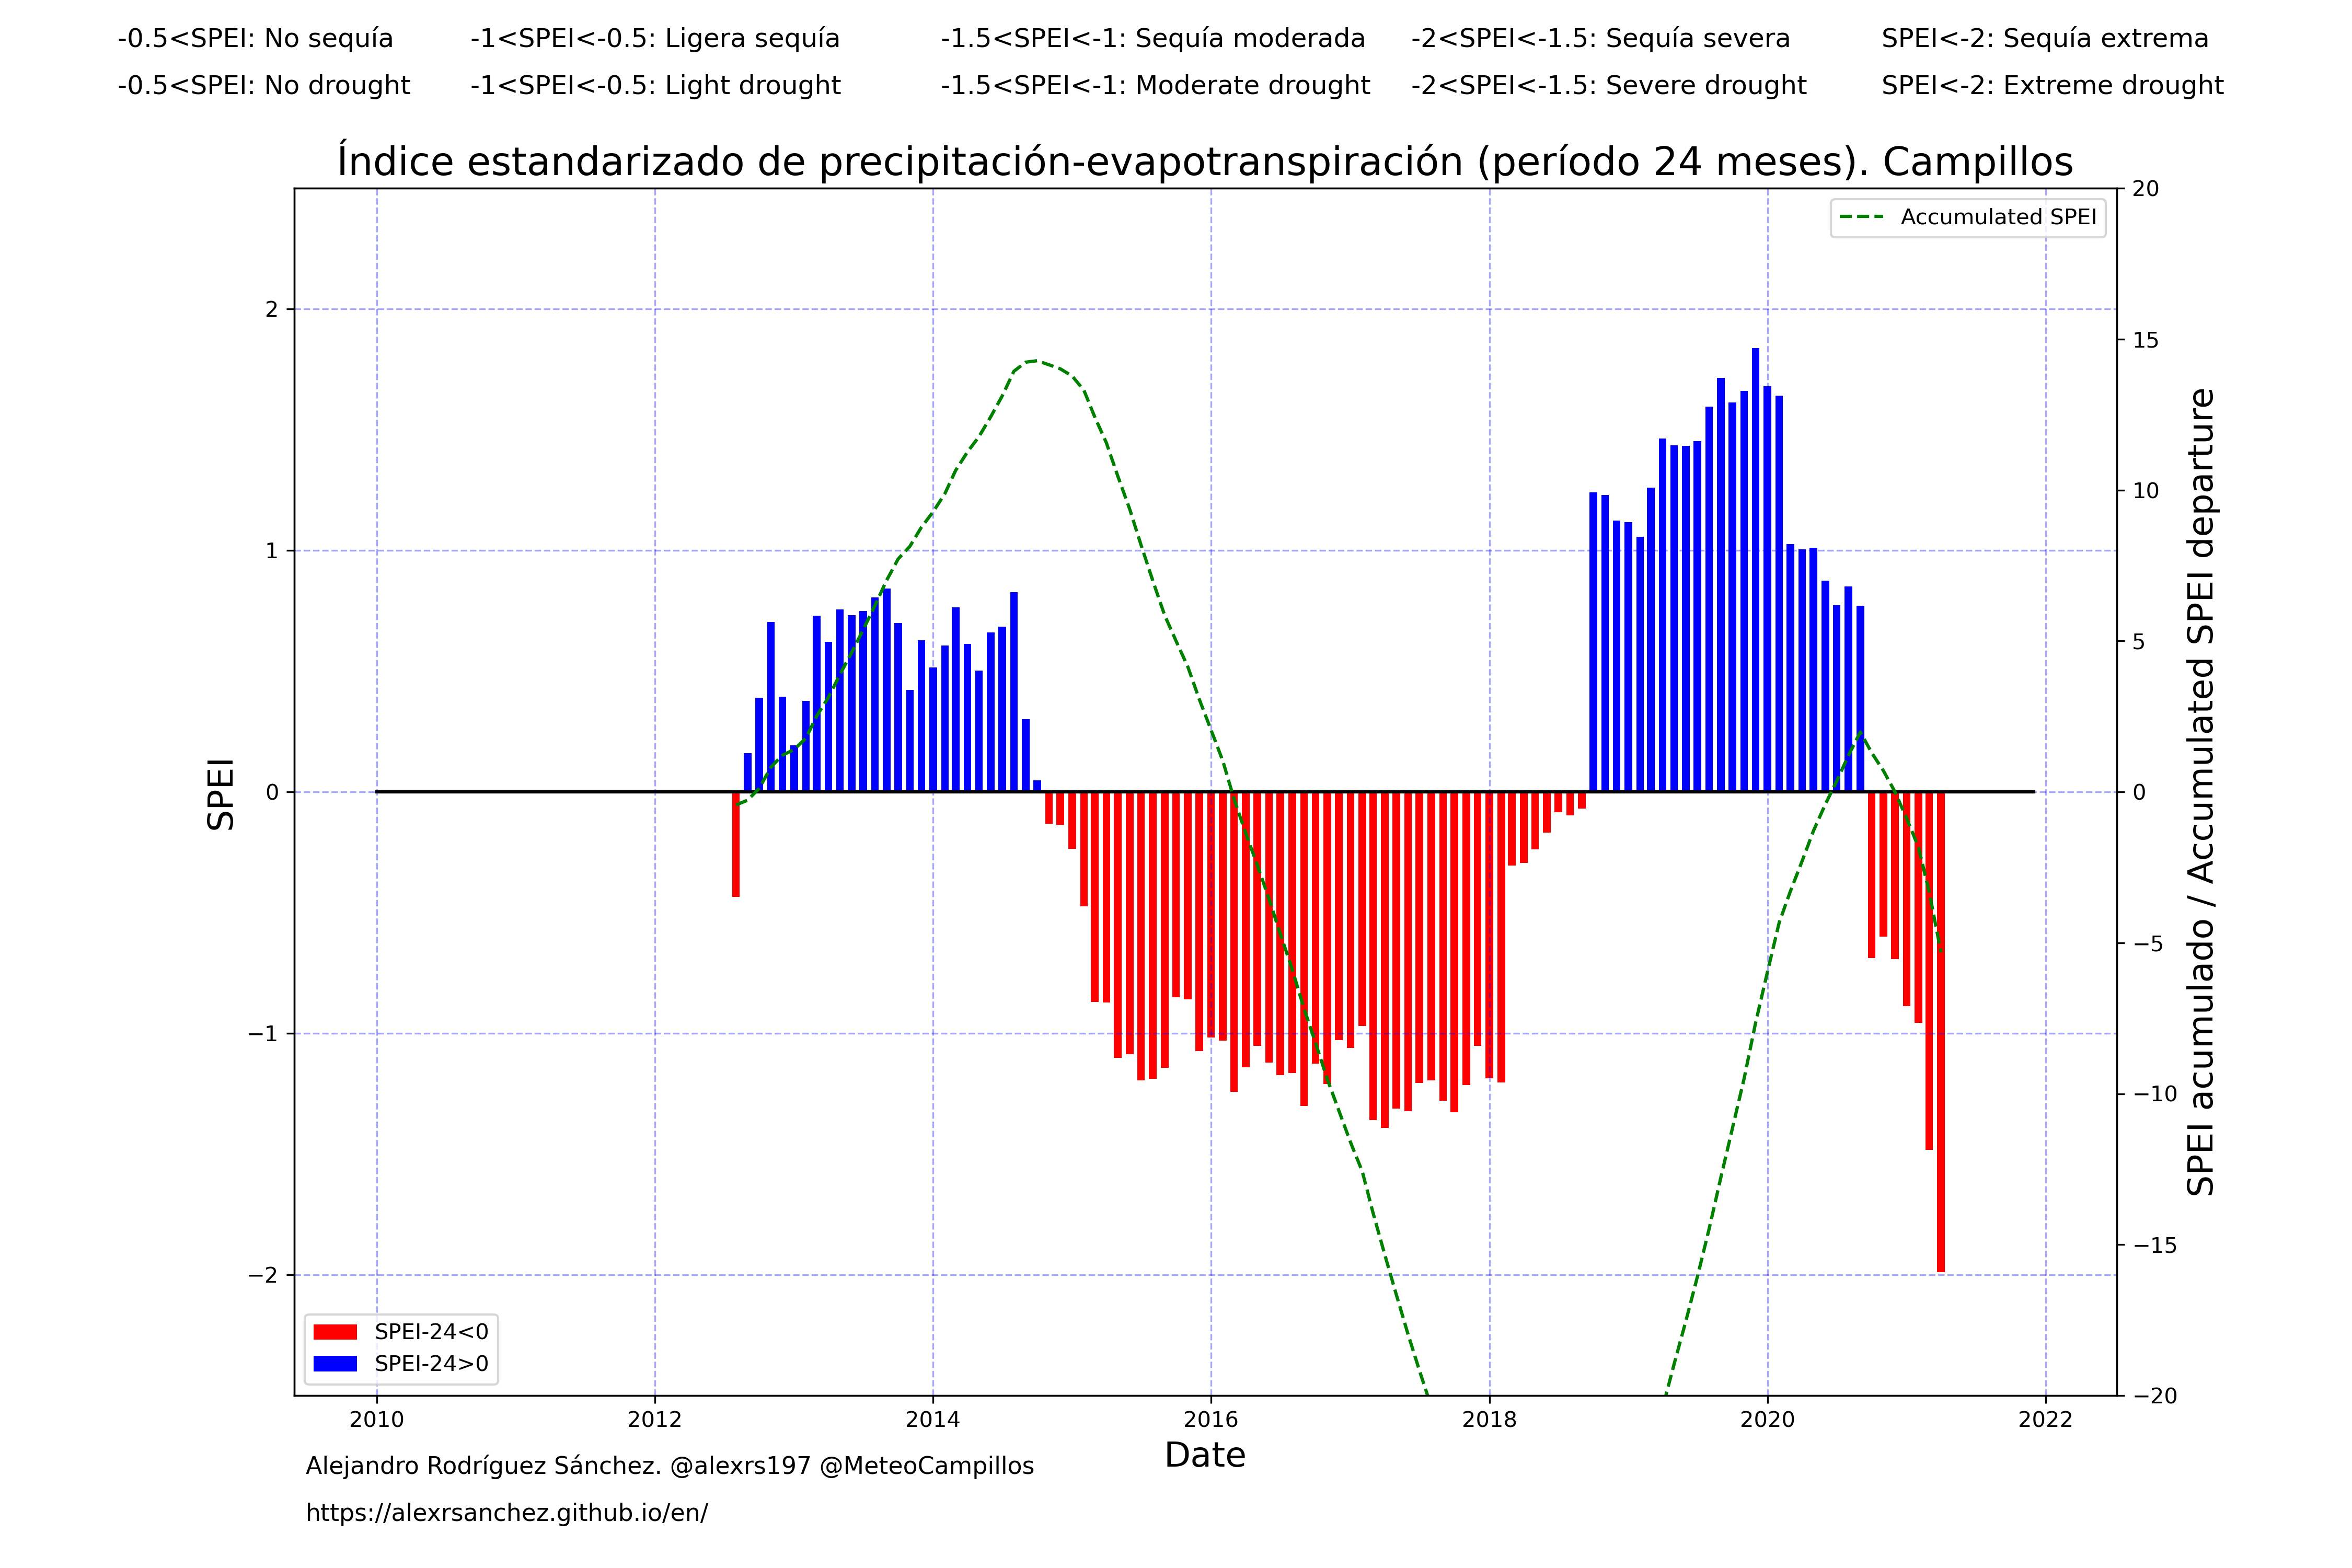 -0.5<SPEI: No sequía -1<SPEI<-0.5: Ligera sequía -1.5<SPEI<-1: Sequía moderada -2<SPEI<-1.5: Sequía severa SPEI<-2: Sequía extrema
-0.5<SPEI: No drought -1<SPEI<-0.5: Light drought -1.5<SPEI<-1: Moderate drought -2<SPEI<-1.5: Severe drought SPEI<-2: Extreme drought
Índice estandarizado de precipitación-evapotranspiración (período 24 meses). Campillos
Accumulated SPEI
SPEI
2
1
0
−1
−2
20
15
10
5
0
−5
−10
−15
−20
SPEI acumulado / Accumulated SPEI departure
SPEI-24<0
SPEI-24>0
2010 2012 2014 2016 2018 2020 2022
Date
Alejandro Rodríguez Sánchez. @alexrs197 @MeteoCampillos
https://alexrsanchez.github.io/en/